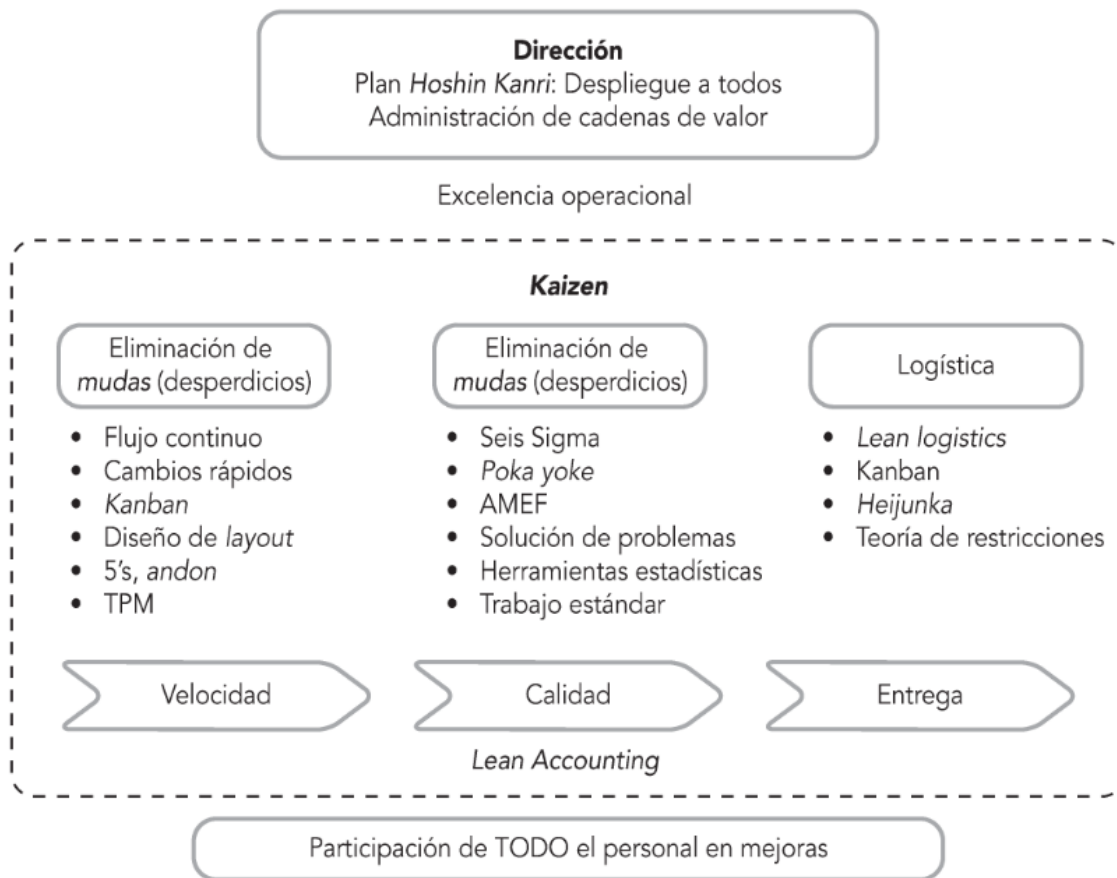 Dirección
Plan Hoshin Kanri: Despliegue a todos
Administración de cadenas de valor
Excelencia operacional
Kaizen
Eliminación de
mudas (desperdicios)
• Flujo continuo
• Cambios rápidos
• Kanban
• Diseño de layout
• 5's, andon
• TPM
Velocidad
Eliminación de
mudas (desperdicios)
• Seis Sigma
• Poka yoke
• AMEF
• Solución de problemas
• Herramientas estadísticas
• Trabajo estándar
Calidad
Logística
• Lean logistics
• Kanban
• Heijunka
• Teoría de restricciones
Entrega
Lean Accounting
Participación de TODO el personal en mejoras